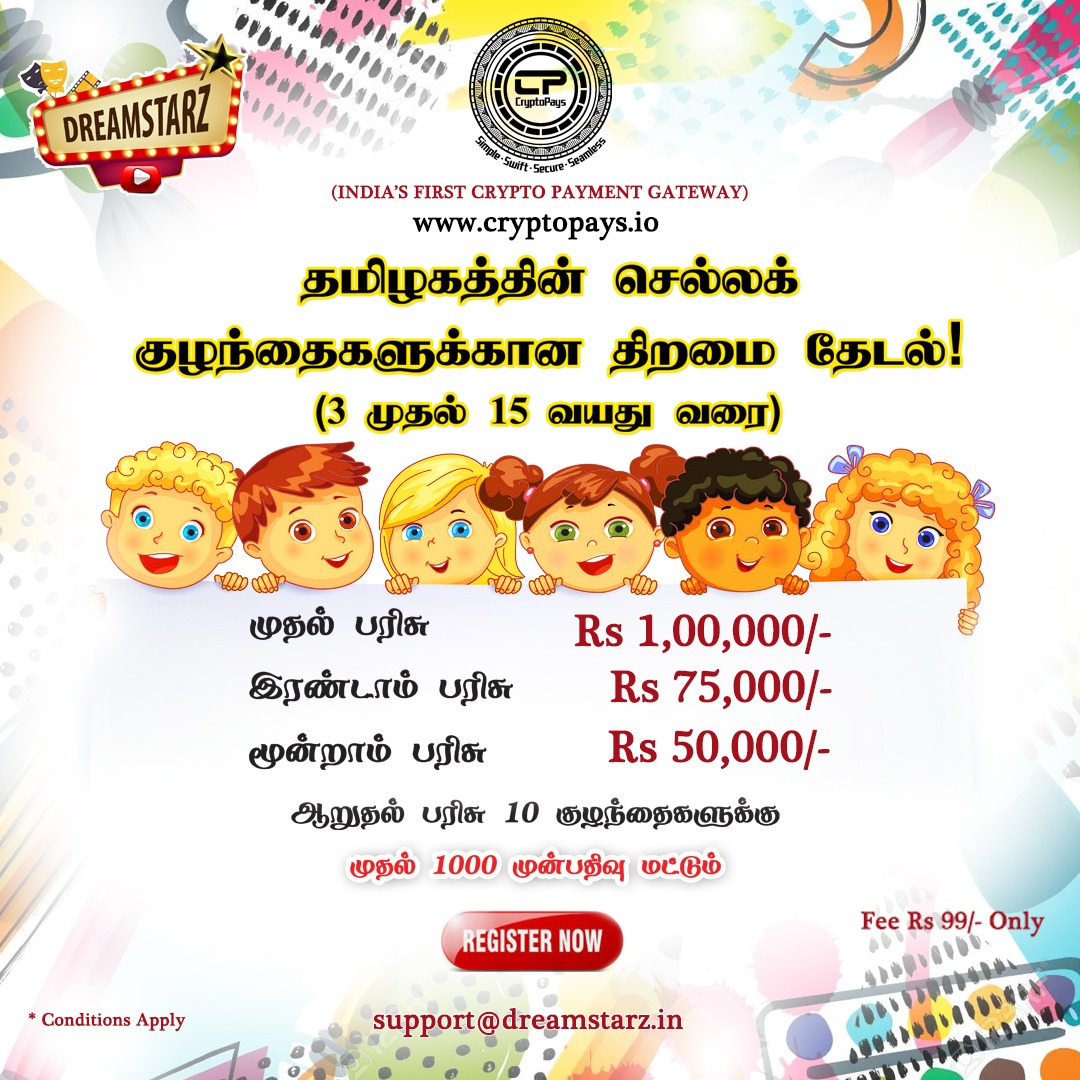 DREAMSTARZ
CP
CryptoPays
Simple · Swift · Secure · Seamless
(INDIA'S FIRST CRYPTO PAYMENT GATEWAY)
www.cryptopays.io
தமிழகத்தின் செல்லக்
குழந்தைகளுக்கான திறமை தேடல்!
(3 முதல் 15 வயது வரை)
முதல் பரிசு Rs 1,00,000/-
இரண்டாம் பரிசு Rs 75,000/-
மூன்றாம் பரிசு Rs 50,000/-
ஆறுதல் பரிசு 10 குழந்தைகளுக்கு
முதல் 1000 முன்பதிவு மட்டும்
Fee Rs 99/- Only
REGISTER NOW
* Conditions Apply
support@dreamstarz.in